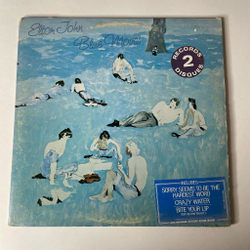 Elton John
Blue Moves
RECORDS
2
DISQUES
INCLUDES
SORRY SEEMS TO BE THE
HARDEST WORD
CRAZY WATER
BITE YOUR LIP